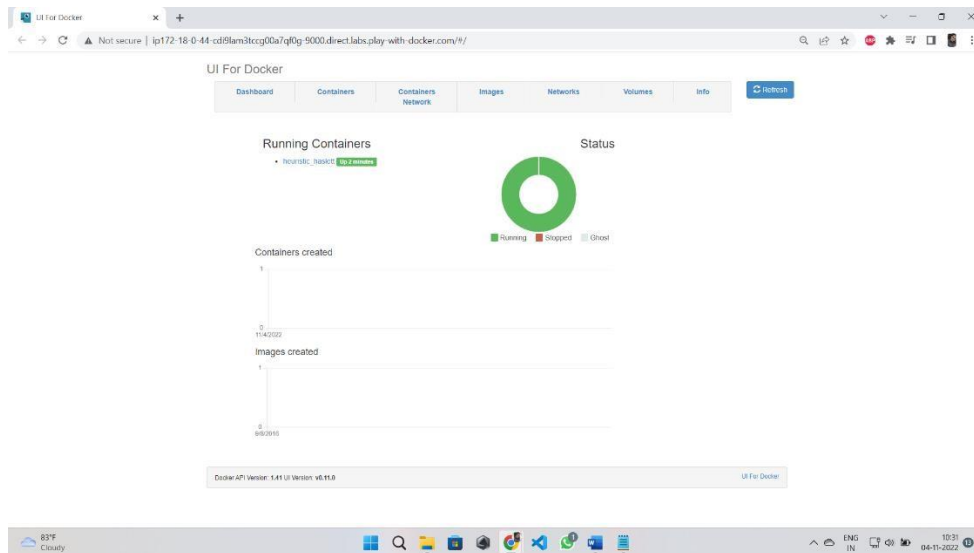 UI For Docker
Not secure | ip172-18-0-44-cdi9lam3tccg00a7qf0g-9000.direct.labs.play-with-docker.com/#/
UI For Docker
Dashboard Containers Containers Network Images Networks Volumes Info Refresh
Running Containers
heuristic_haslett Up 2 minutes
Status
Running Stopped Ghost
Containers created
1
0
11/4/2022
Images created
1
0
Docker API Version: 1.41 UI Version: v0.11.0
UI For Docker
83°F
Cloudy
ENG
IN
10:31
04-11-2022